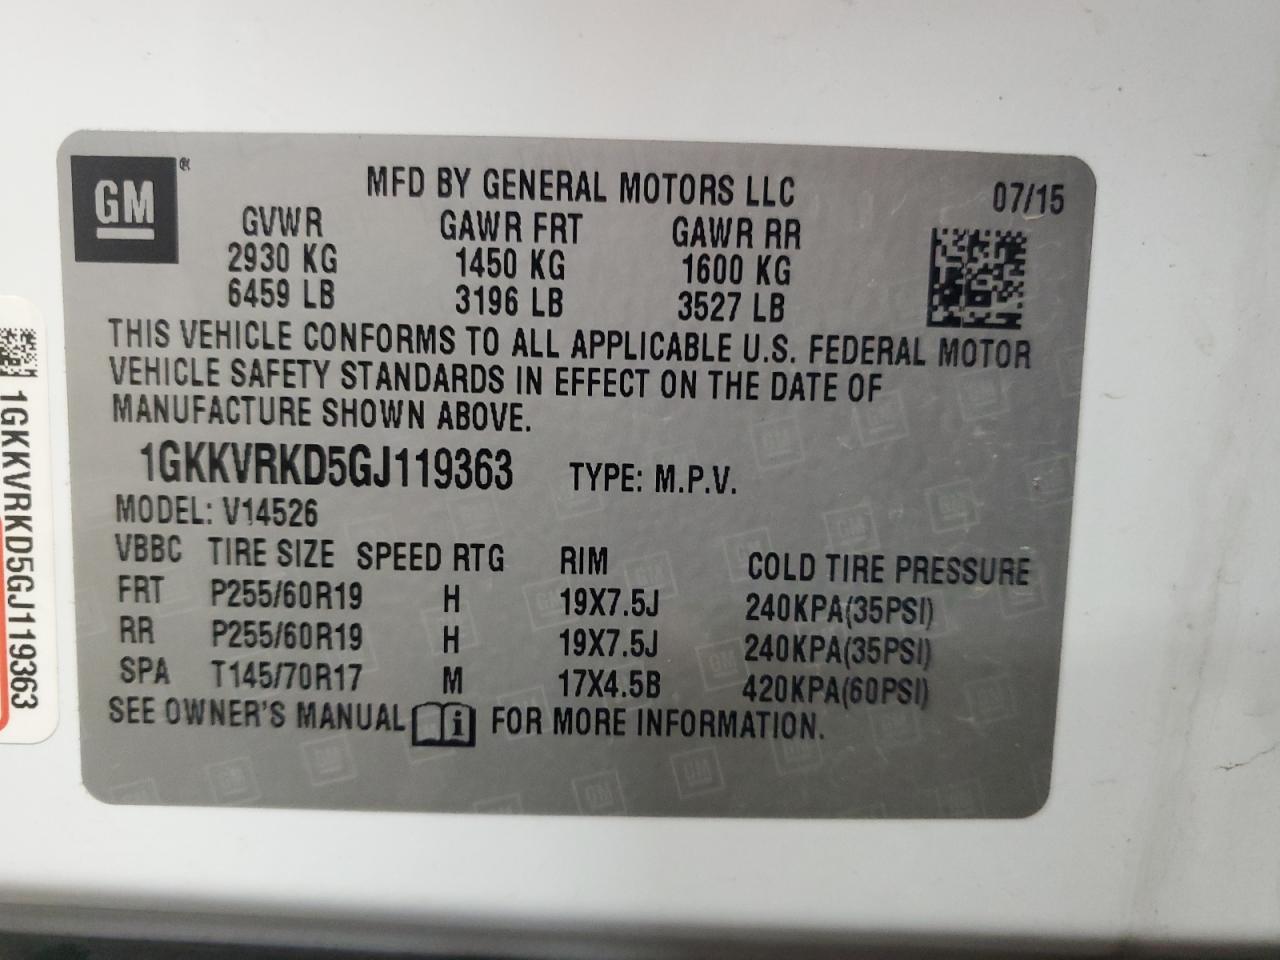 GM®
MFD BY GENERAL MOTORS LLC 07/15
GVWR GAWR FRT GAWR RR
2930 KG 1450 KG 1600 KG
6459 LB 3196 LB 3527 LB
THIS VEHICLE CONFORMS TO ALL APPLICABLE U.S. FEDERAL MOTOR
VEHICLE SAFETY STANDARDS IN EFFECT ON THE DATE OF
MANUFACTURE SHOWN ABOVE.
1GKKVRKD5GJ119363 TYPE: M.P.V.
MODEL: V14526
VBBC TIRE SIZE SPEED RTG RIM COLD TIRE PRESSURE
FRT P255/60R19 H 19X7.5J 240KPA(35PSI)
RR P255/60R19 H 19X7.5J 240KPA(35PSI)
SPA T145/70R17 M 17X4.5B 420KPA(60PSI)
SEE OWNER'S MANUAL i FOR MORE INFORMATION.
1GKKVRKD5GJ119363